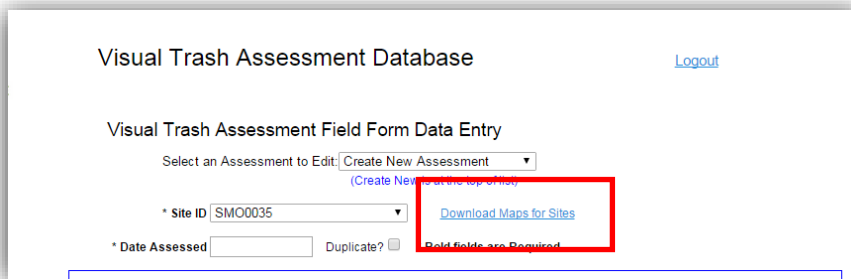 Visual Trash Assessment Database Logout
Visual Trash Assessment Field Form Data Entry
Select an Assessment to Edit: Create New Assessment
(Create New is at the top of list)
* Site ID SMO0035 Download Maps for Sites
* Date Assessed Duplicate? Bold fields are Required